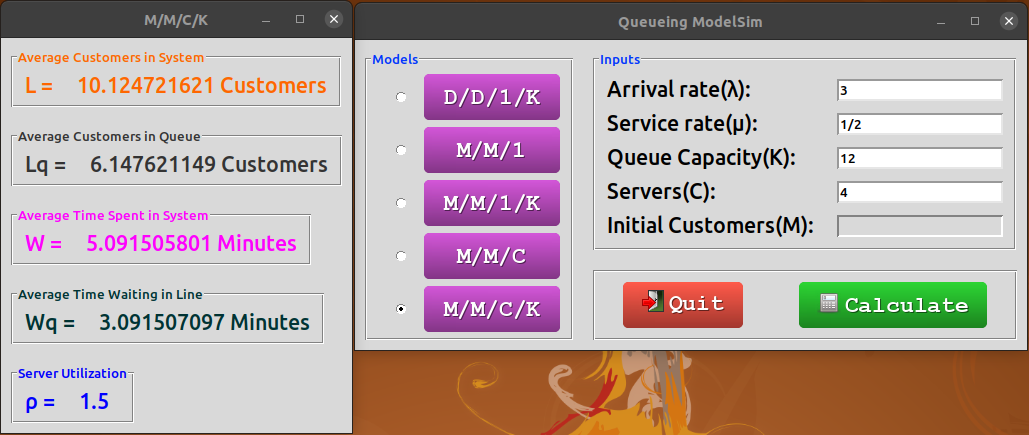 M/M/C/K
Average Customers in System
L = 10.124721621 Customers
Average Customers in Queue
Lq = 6.147621149 Customers
Average Time Spent in System
W = 5.091505801 Minutes
Average Time Waiting in Line
Wq = 3.091507097 Minutes
Server Utilization
ρ = 1.5
Queueing ModelSim
Models
D/D/1/K
M/M/1
M/M/1/K
M/M/C
M/M/C/K
Inputs
Arrival rate(λ): 3
Service rate(μ): 1/2
Queue Capacity(K): 12
Servers(C): 4
Initial Customers(M):
Quit Calculate